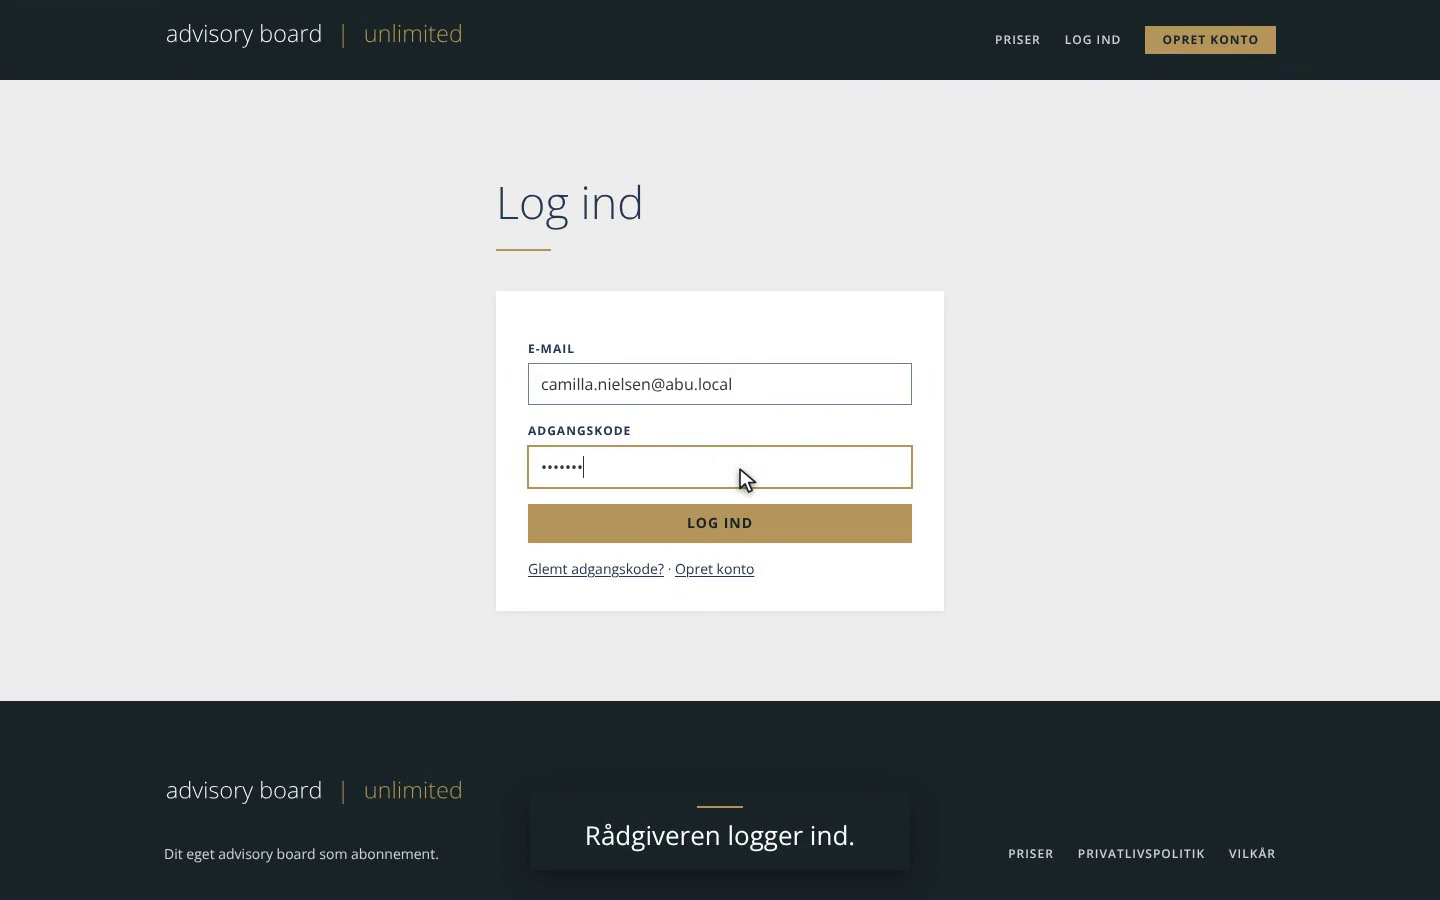 advisory board | unlimited
PRISER
LOG IND
OPRET KONTO
Log ind
E-MAIL
camilla.nielsen@abu.local
ADGANGSKODE
•••••••
LOG IND
Glemt adgangskode? · Opret konto
advisory board | unlimited
Rådgiveren logger ind.
Dit eget advisory board som abonnement.
PRISER
PRIVATLIVSPOLITIK
VILKÅR